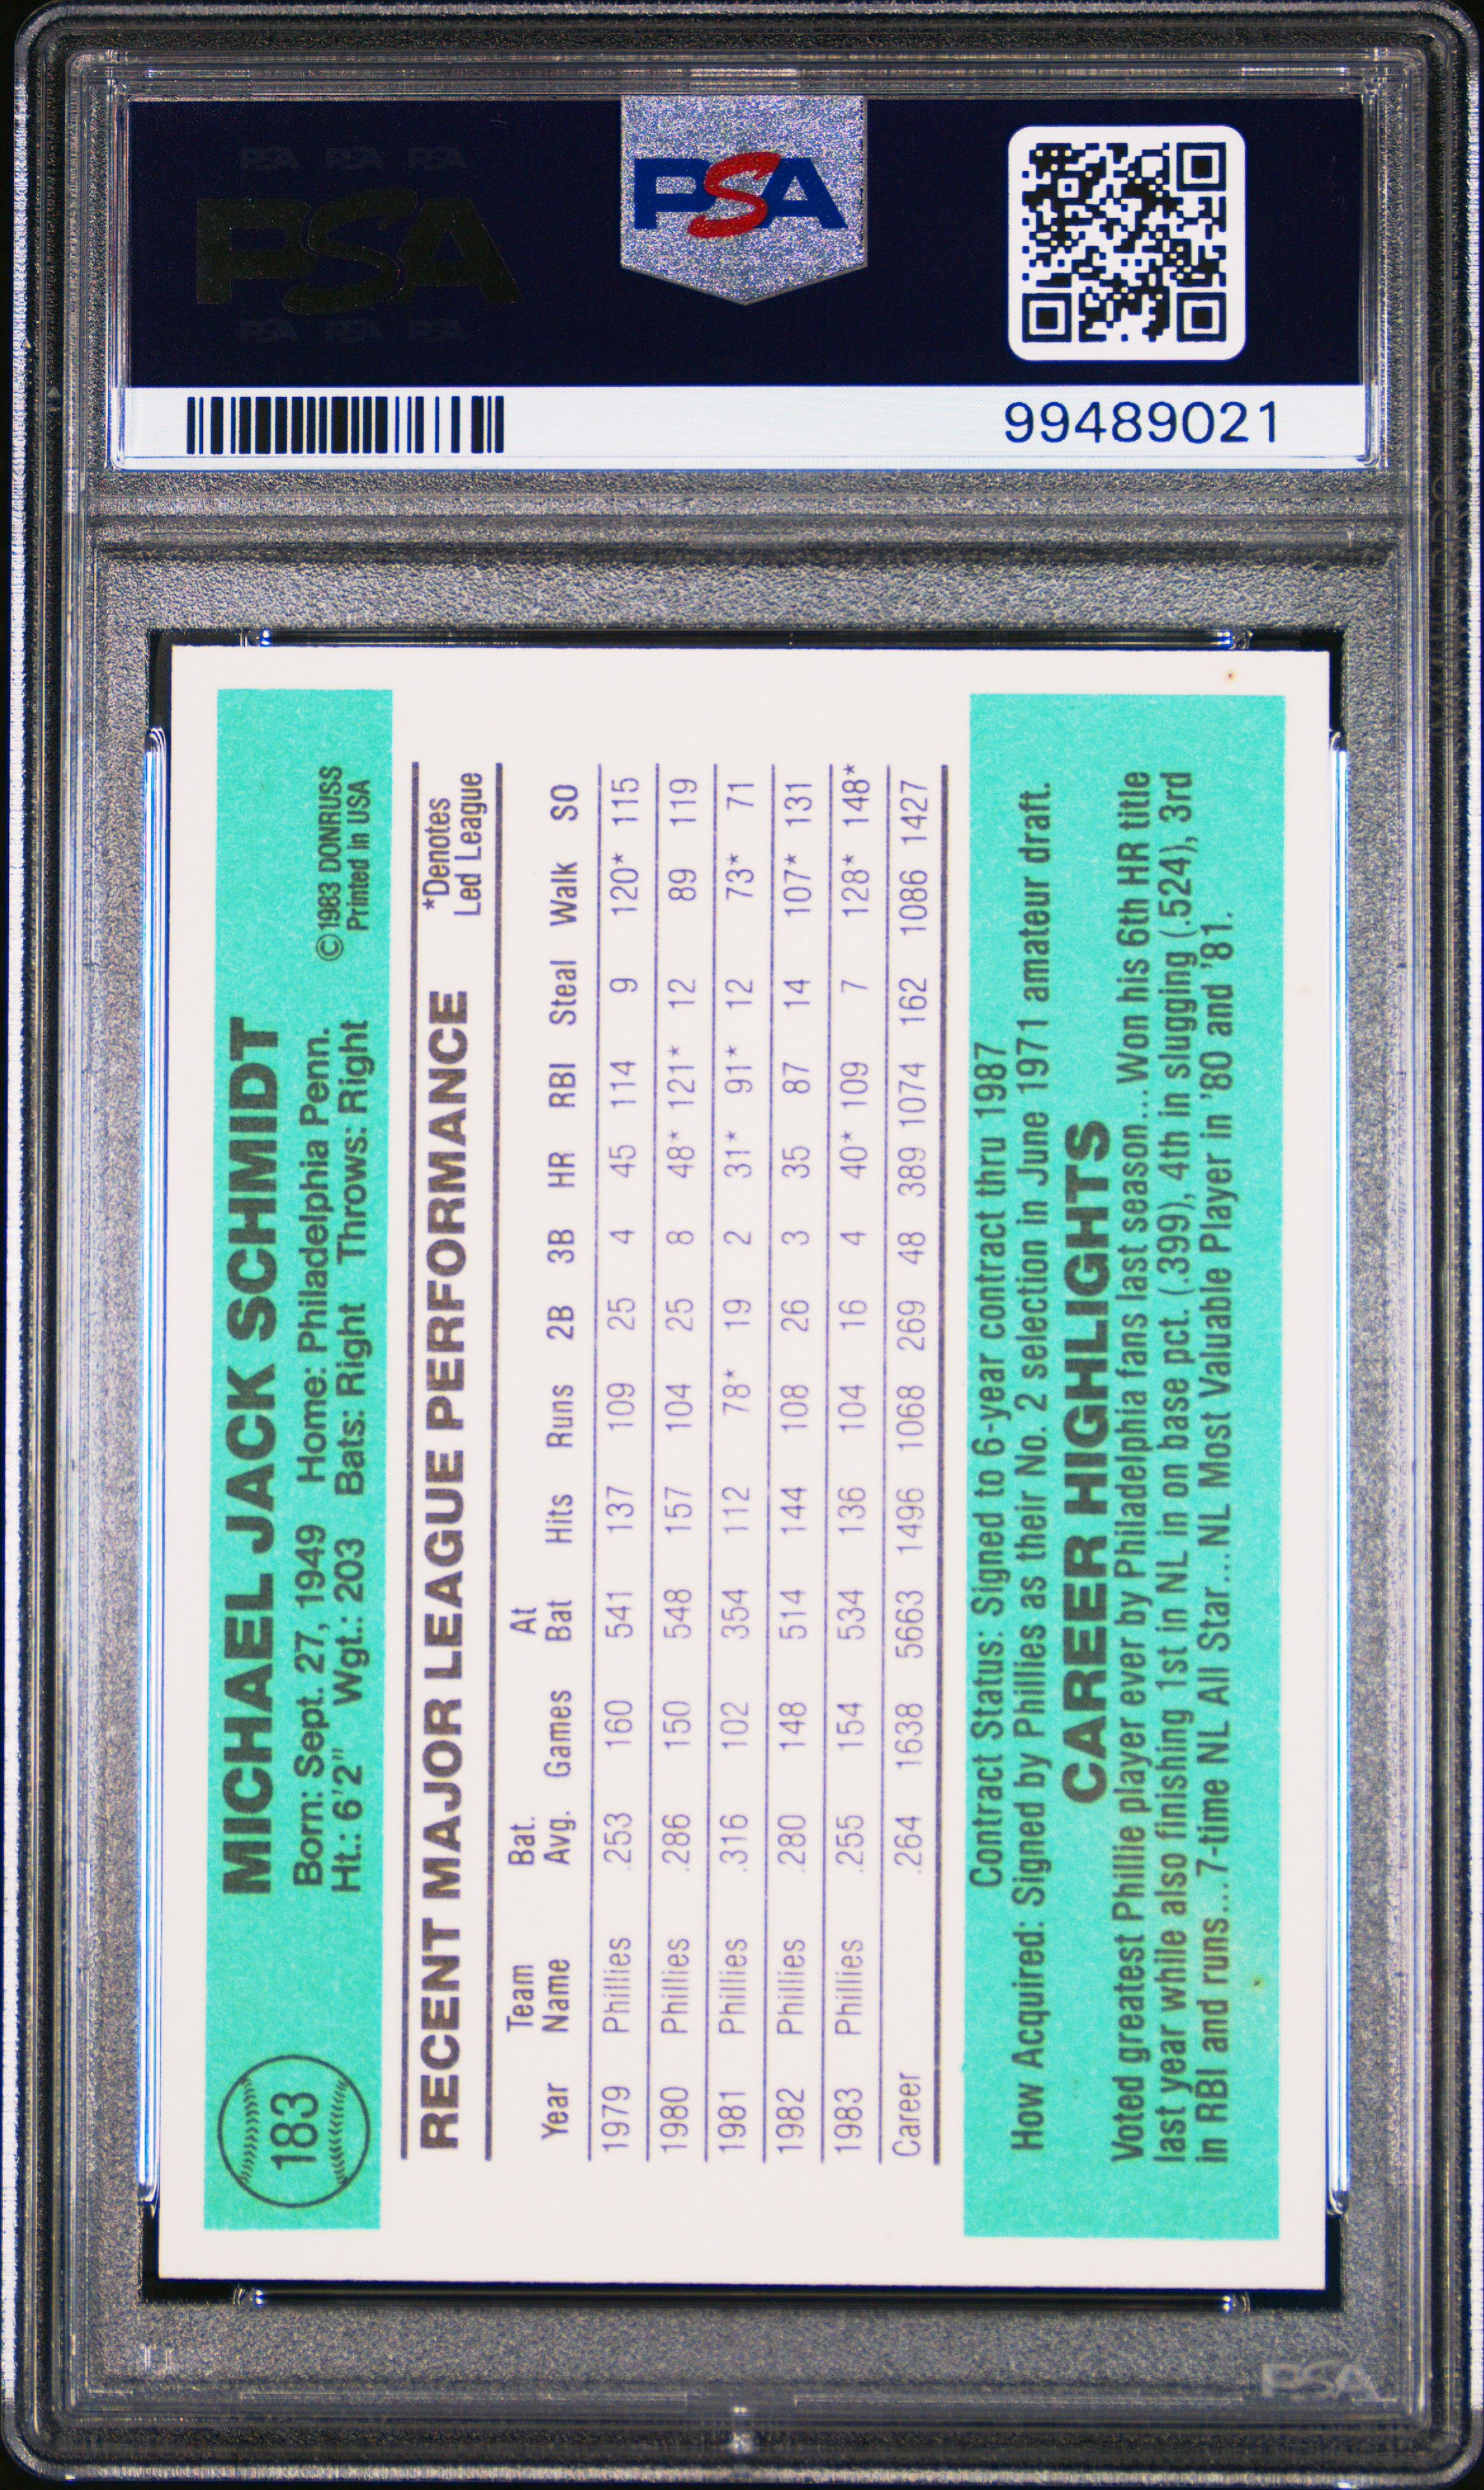 PSA PSA PSA
PSA
PSA PSA PSA
PSA
99489021
183
MICHAEL JACK SCHMIDT
Born: Sept. 27, 1949 Home: Philadelphia Penn. ©1983 DONRUSS
Ht.: 6'2" Wgt.: 203 Bats: Right Throws: Right Printed In USA
RECENT MAJOR LEAGUE PERFORMANCE *Denotes
Led League
Team Bat. At
Year Name Avg. Games Bat Hits Runs 2B 3B HR RBI Steal Walk SO
1979 Phillies .253 160 541 137 109 25 4 45 114 9 120* 115
1980 Phillies .286 150 548 157 104 25 8 48* 121* 12 89 119
1981 Phillies .316 102 354 112 78* 19 2 31* 91* 12 73* 71
1982 Phillies .280 148 514 144 108 26 3 35 87 14 107* 131
1983 Phillies .255 154 534 136 104 16 4 40* 109 7 128* 148*
Career .264 1638 5663 1496 1068 269 48 389 1074 162 1086 1427
Contract Status: Signed to 6-year contract thru 1987
How Acquired: Signed by Phillies as their No. 2 selection in June 1971 amateur draft.
CAREER HIGHLIGHTS
Voted greatest Phillie player ever by Philadelphia fans last season...Won his 6th HR title
last year while also finishing 1st in NL in on base pct. (.399), 4th in slugging (.524), 3rd
in RBI and runs...7-time NL All Star...NL Most Valuable Player in '80 and '81.
PSA